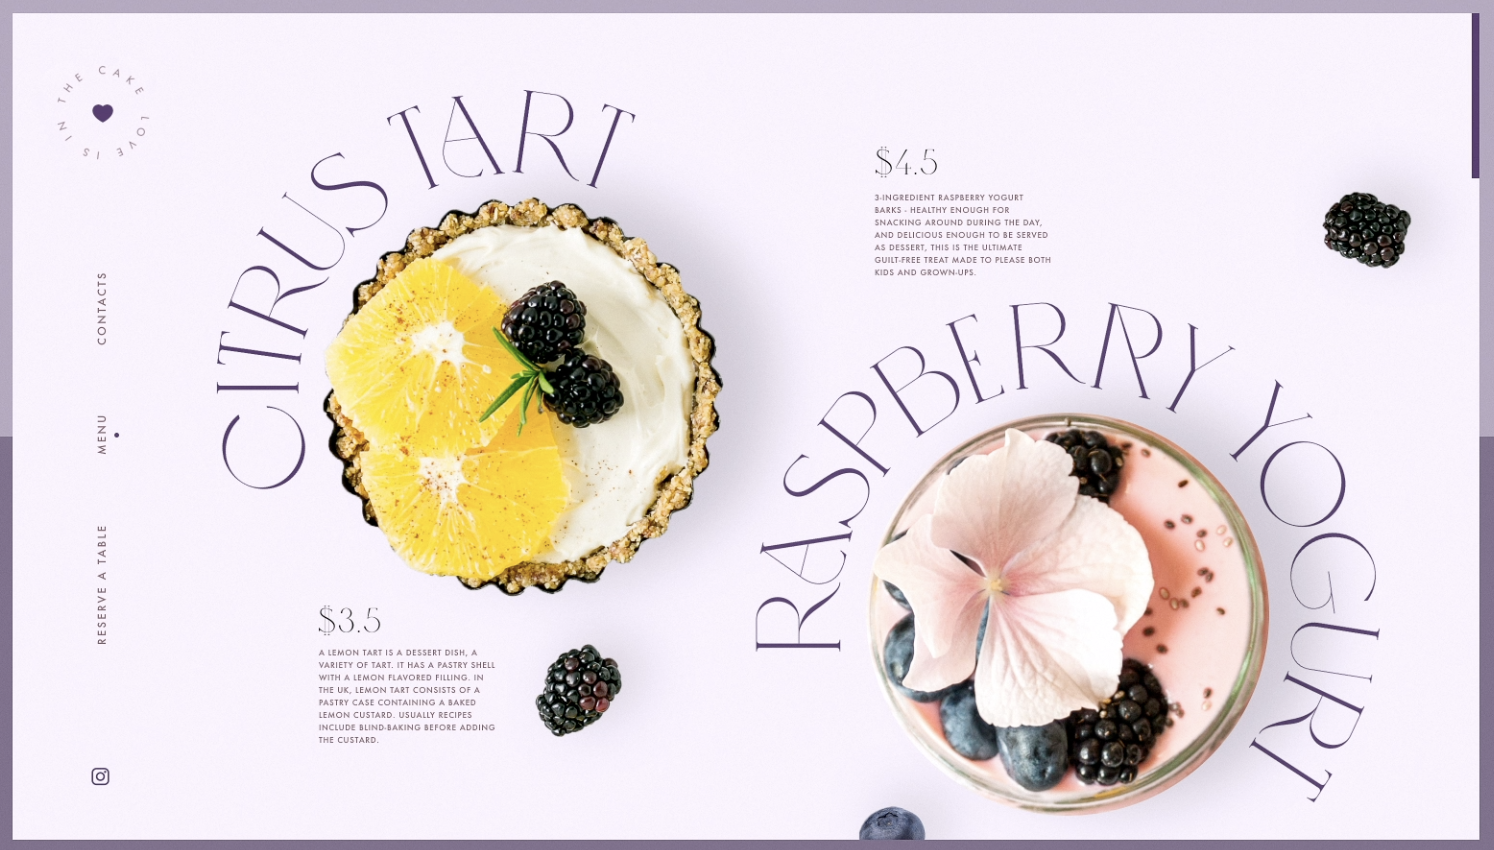 LOVE IS IN THE CAKE
CONTACTS
MENU
RESERVE A TABLE
CITRUS TART
$3.5
A LEMON TART IS A DESSERT DISH, A
VARIETY OF TART. IT HAS A PASTRY SHELL
WITH A LEMON FLAVORED FILLING. IN
THE UK, LEMON TART CONSISTS OF A
PASTRY CASE CONTAINING A BAKED
LEMON CUSTARD. USUALLY RECIPES
INCLUDE BLIND-BAKING BEFORE ADDING
THE CUSTARD.
$4.5
3-INGREDIENT RASPBERRY YOGURT
BARKS - HEALTHY ENOUGH FOR
SNACKING AROUND DURING THE DAY,
AND DELICIOUS ENOUGH TO BE SERVED
AS DESSERT, THIS IS THE ULTIMATE
GUILT-FREE TREAT MADE TO PLEASE BOTH
KIDS AND GROWN-UPS.
RASPBERRY YOGURT